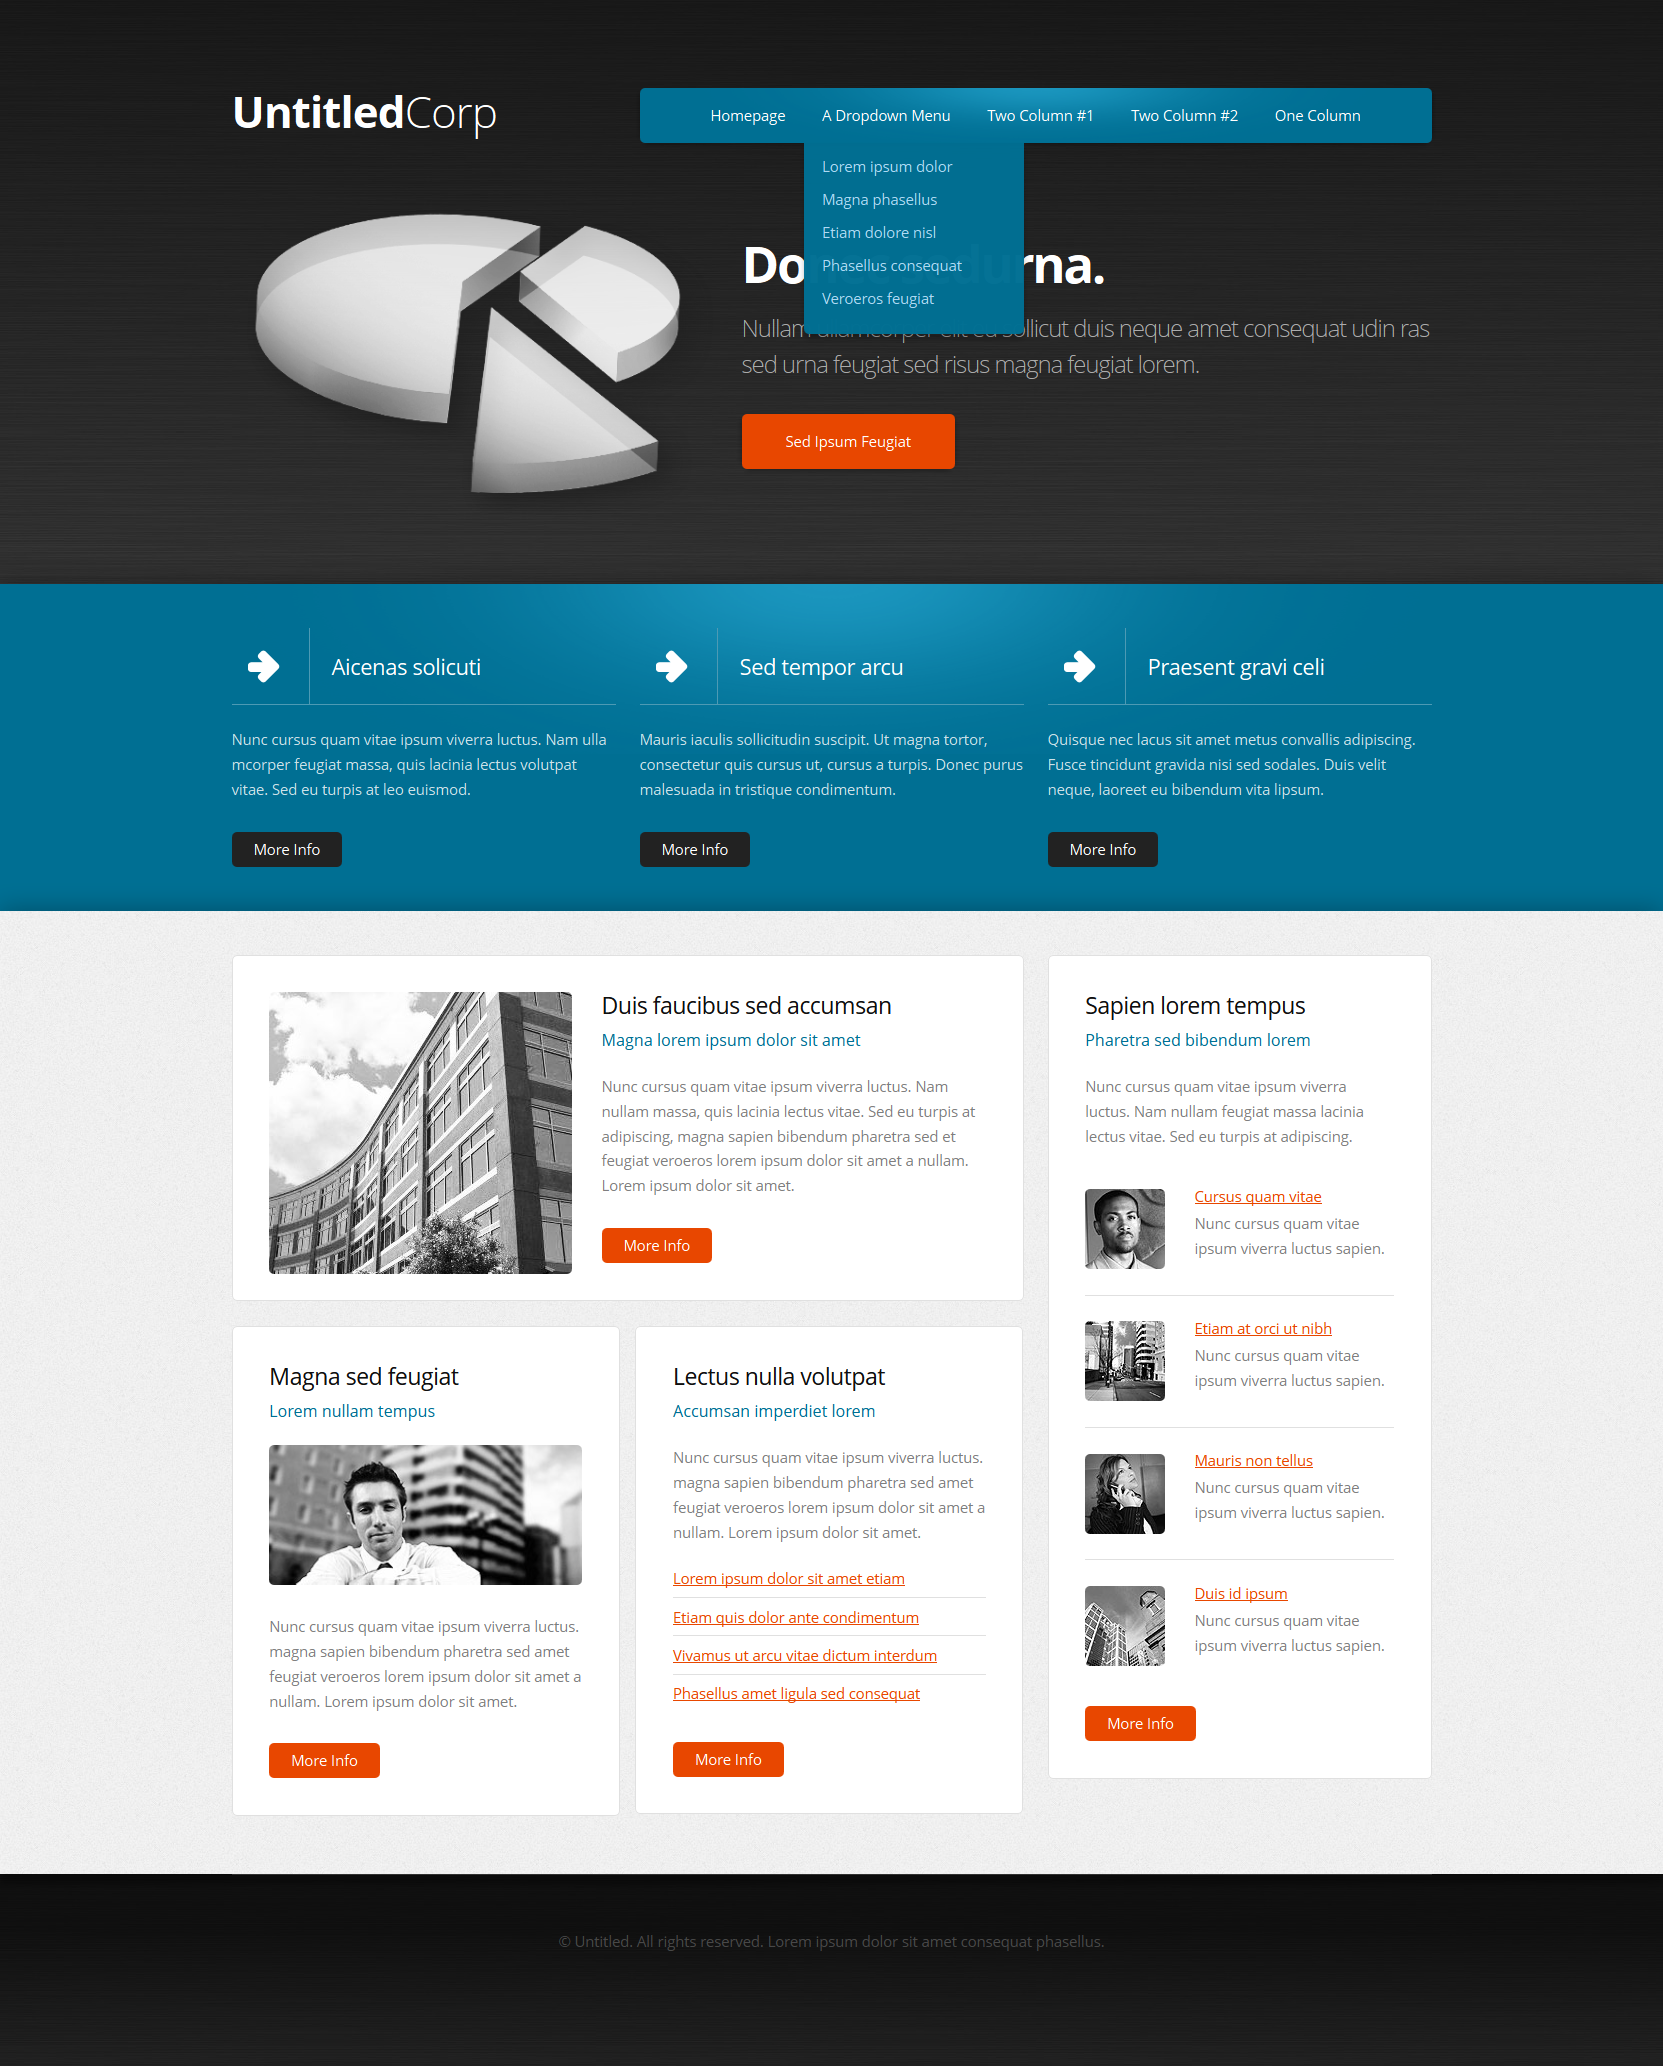 UntitledCorp
Homepage A Dropdown Menu Two Column #1 Two Column #2 One Column
Lorem ipsum dolor
Magna phasellus
Etiam dolore nisl
Phasellus consequat
Veroeros feugiat
Nullam ullamcorper elit eu sollicut duis neque amet consequat udin ras
sed urna feugiat sed risus magna feugiat lorem.
Sed Ipsum Feugiat
Aicenas solicuti
Nunc cursus quam vitae ipsum viverra luctus. Nam ulla
mcorper feugiat massa, quis lacinia lectus volutpat
vitae. Sed eu turpis at leo euismod.
More Info
Sed tempor arcu
Mauris iaculis sollicitudin suscipit. Ut magna tortor,
consectetur quis cursus ut, cursus a turpis. Donec purus
malesuada in tristique condimentum.
More Info
Praesent gravi celi
Quisque nec lacus sit amet metus convallis adipiscing.
Fusce tincidunt gravida nisi sed sodales. Duis velit
neque, laoreet eu bibendum vita lipsum.
More Info
Duis faucibus sed accumsan
Magna lorem ipsum dolor sit amet
Nunc cursus quam vitae ipsum viverra luctus. Nam
nullam massa, quis lacinia lectus vitae. Sed eu turpis at
adipiscing, magna sapien bibendum pharetra sed et
feugiat veroeros lorem ipsum dolor sit amet a nullam.
Lorem ipsum dolor sit amet.
More Info
Magna sed feugiat
Lorem nullam tempus
Nunc cursus quam vitae ipsum viverra luctus.
magna sapien bibendum pharetra sed amet
feugiat veroeros lorem ipsum dolor sit amet a
nullam. Lorem ipsum dolor sit amet.
More Info
Lectus nulla volutpat
Accumsan imperdiet lorem
Nunc cursus quam vitae ipsum viverra luctus.
magna sapien bibendum pharetra sed amet
feugiat veroeros lorem ipsum dolor sit amet a
nullam. Lorem ipsum dolor sit amet.
Lorem ipsum dolor sit amet etiam
Etiam quis dolor ante condimentum
Vivamus ut arcu vitae dictum interdum
Phasellus amet ligula sed consequat
More Info
Sapien lorem tempus
Pharetra sed bibendum lorem
Nunc cursus quam vitae ipsum viverra
luctus. Nam nullam feugiat massa lacinia
lectus vitae. Sed eu turpis at adipiscing.
Cursus quam vitae
Nunc cursus quam vitae
ipsum viverra luctus sapien.
Etiam at orci ut nibh
Nunc cursus quam vitae
ipsum viverra luctus sapien.
Mauris non tellus
Nunc cursus quam vitae
ipsum viverra luctus sapien.
Duis id ipsum
Nunc cursus quam vitae
ipsum viverra luctus sapien.
More Info
© Untitled. All rights reserved. Lorem ipsum dolor sit amet consequat phasellus.